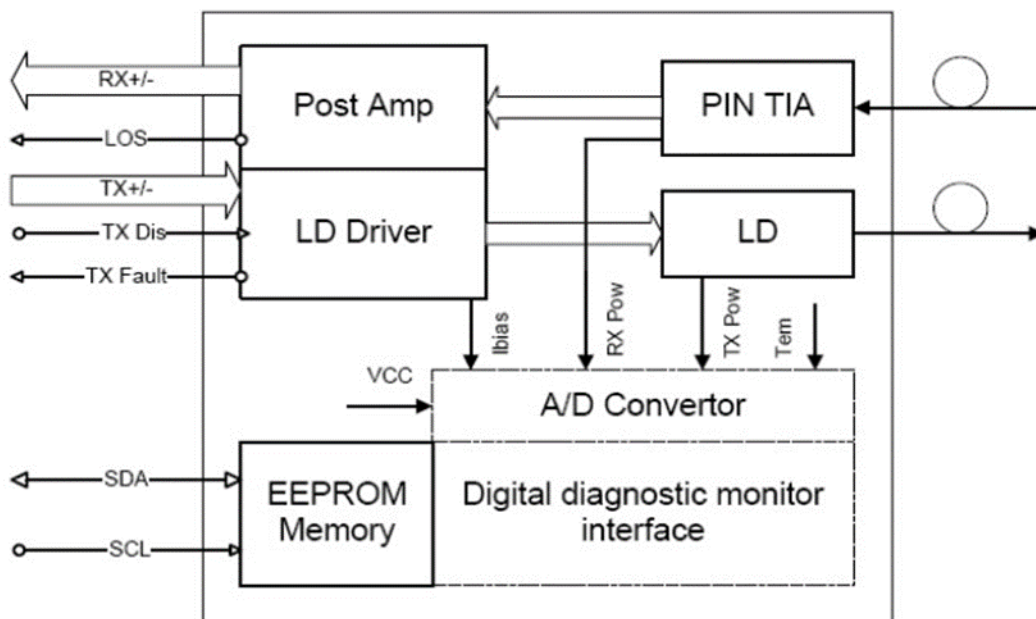 RX+/-
Post Amp
PIN TIA
LOS
TX+/-
TX Dis
LD Driver
LD
TX Fault
Ibias
RX Pow
TX Pow
Tem
VCC
A/D Convertor
SDA
EEPROM
Memory
Digital diagnostic monitor
interface
SCL